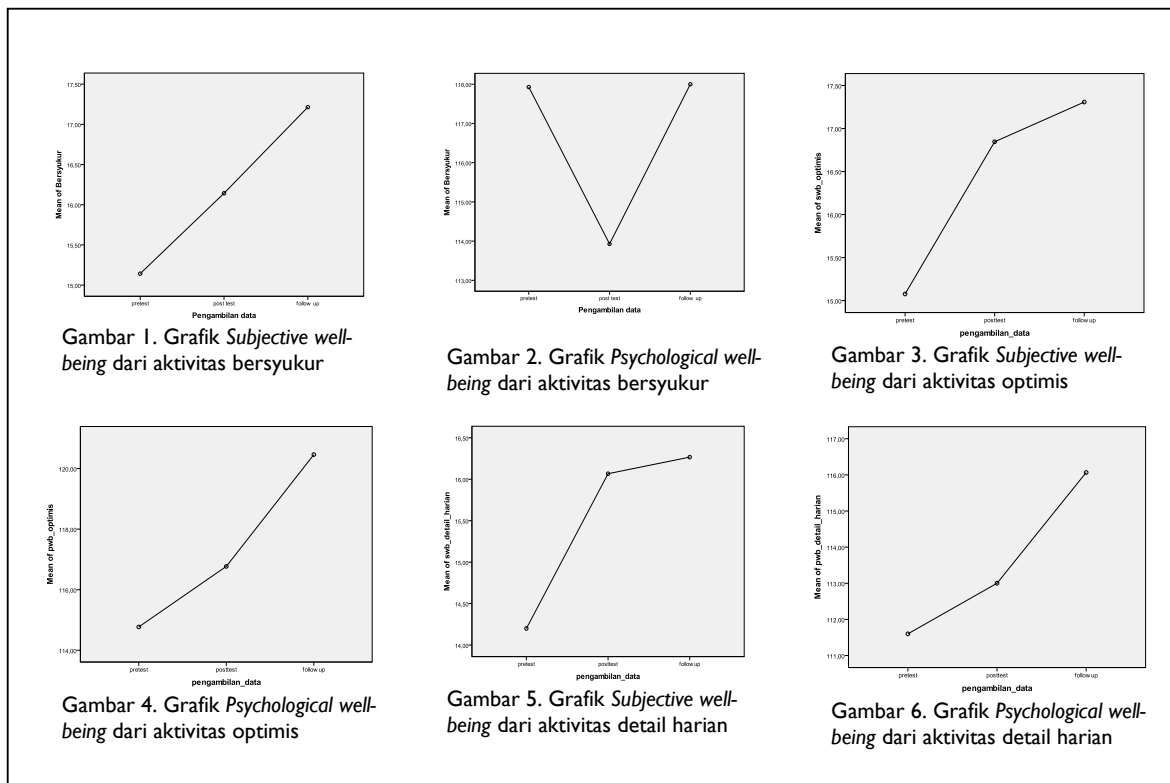 17,50
17,00
16,50
16,00
15,50
15,00
Mean of Bersyukur
pretest post test follow up
Pengambilan data
Gambar 1. Grafik Subjective well-
being dari aktivitas bersyukur
118,00
117,00
116,00
115,00
114,00
113,00
Mean of Bersyukur
pretest post test follow up
Pengambilan data
Gambar 2. Grafik Psychological well-
being dari aktivitas bersyukur
17,50
17,00
16,50
16,00
15,50
15,00
Mean of swb_optimis
pretest posttest follow up
pengambilan_data
Gambar 3. Grafik Subjective well-
being dari aktivitas optimis
120,00
118,00
116,00
114,00
Mean of pwb_optimis
pretest posttest follow up
pengambilan_data
Gambar 4. Grafik Psychological well-
being dari aktivitas optimis
16,50
16,00
15,50
15,00
14,50
14,00
Mean of swb_detail_harian
pretest posttest follow up
pengambilan_data
Gambar 5. Grafik Subjective well-
being dari aktivitas detail harian
117,00
116,00
115,00
114,00
113,00
112,00
111,00
Mean of pwb_detail_harian
pretest posttest follow up
pengambilan_data
Gambar 6. Grafik Psychological well-
being dari aktivitas detail harian